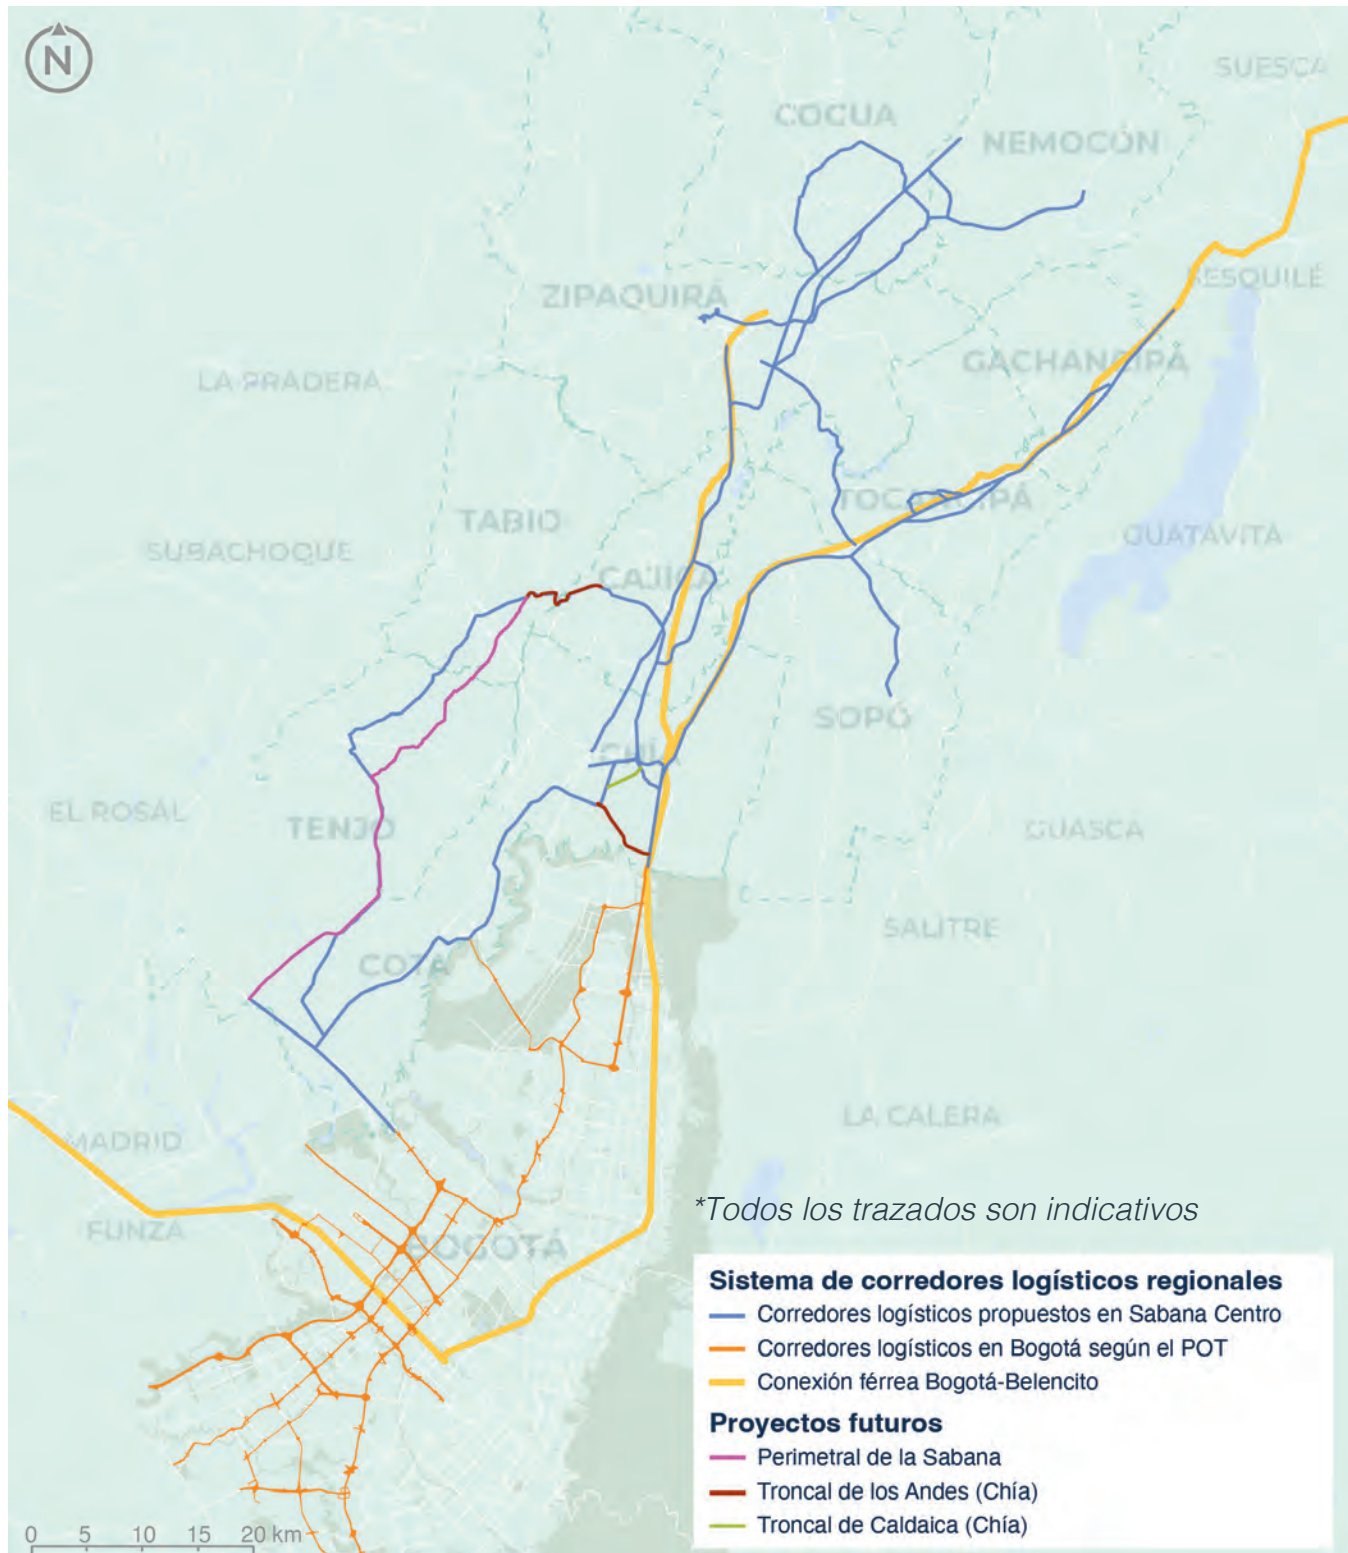 N
SUESCA
COGUA
NEMOCÓN
SESQUILÉ
ZIPAQUIRÁ
GACHANCIPÁ
LA PRADERA
TOCANCIPÁ
TABIO
GUATAVITA
SUBACHOQUE
CAJICÁ
SOPÓ
CHÍA
EL ROSAL
TENJO
GUASCA
SALITRE
COTA
LA CALERA
MADRID
*Todos los trazados son indicativos
FUNZA
BOGOTÁ
Sistema de corredores logísticos regionales
Corredores logísticos propuestos en Sabana Centro
Corredores logísticos en Bogotá según el POT
Conexión férrea Bogotá-Belencito
Proyectos futuros
Perimetral de la Sabana
Troncal de los Andes (Chía)
Troncal de Caldaica (Chía)
0 5 10 15 20 km